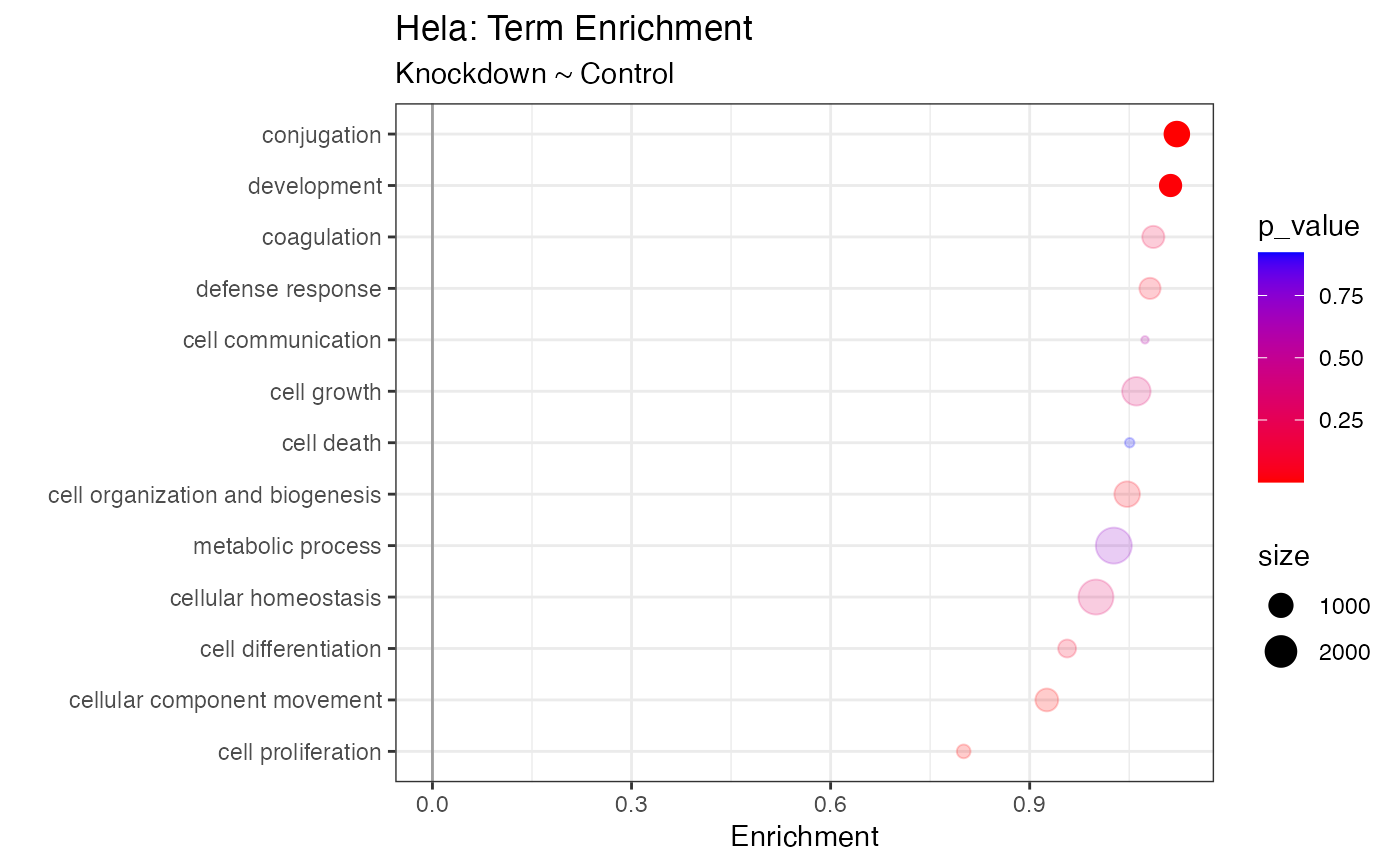 Hela: Term Enrichment
Knockdown ~ Control
conjugation
development
coagulation
defense response
cell communication
cell growth
cell death
cell organization and biogenesis
metabolic process
cellular homeostasis
cell differentiation
cellular component movement
cell proliferation
0.0 0.3 0.6 0.9
Enrichment
p_value
0.75
0.50
0.25
size
1000
2000